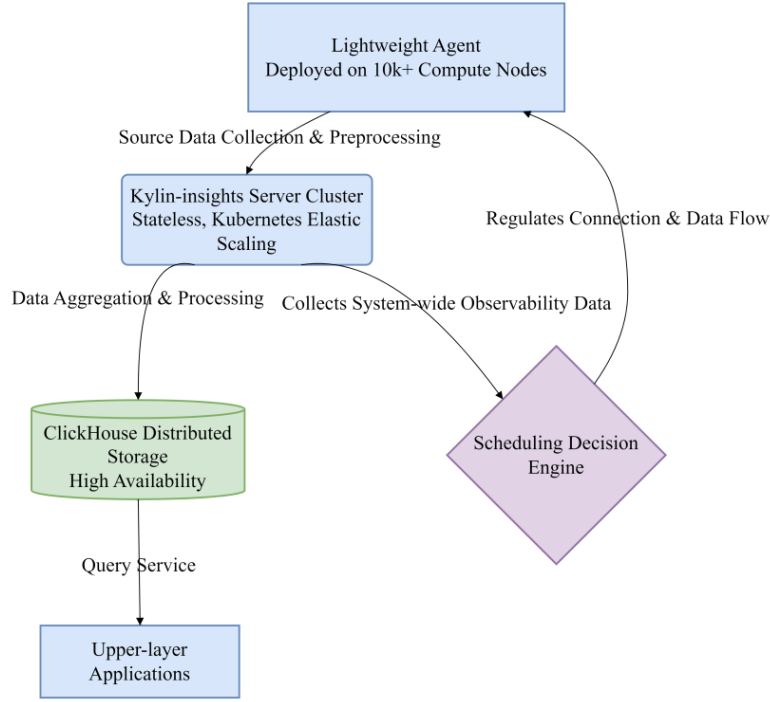 Lightweight Agent
Deployed on 10k+ Compute Nodes
Source Data Collection & Preprocessing
Kylin-insights Server Cluster
Stateless, Kubernetes Elastic
Scaling
Regulates Connection & Data Flow
Data Aggregation & Processing
Collects System-wide Observability Data
ClickHouse Distributed
Storage
High Availability
Scheduling Decision
Engine
Query Service
Upper-layer
Applications